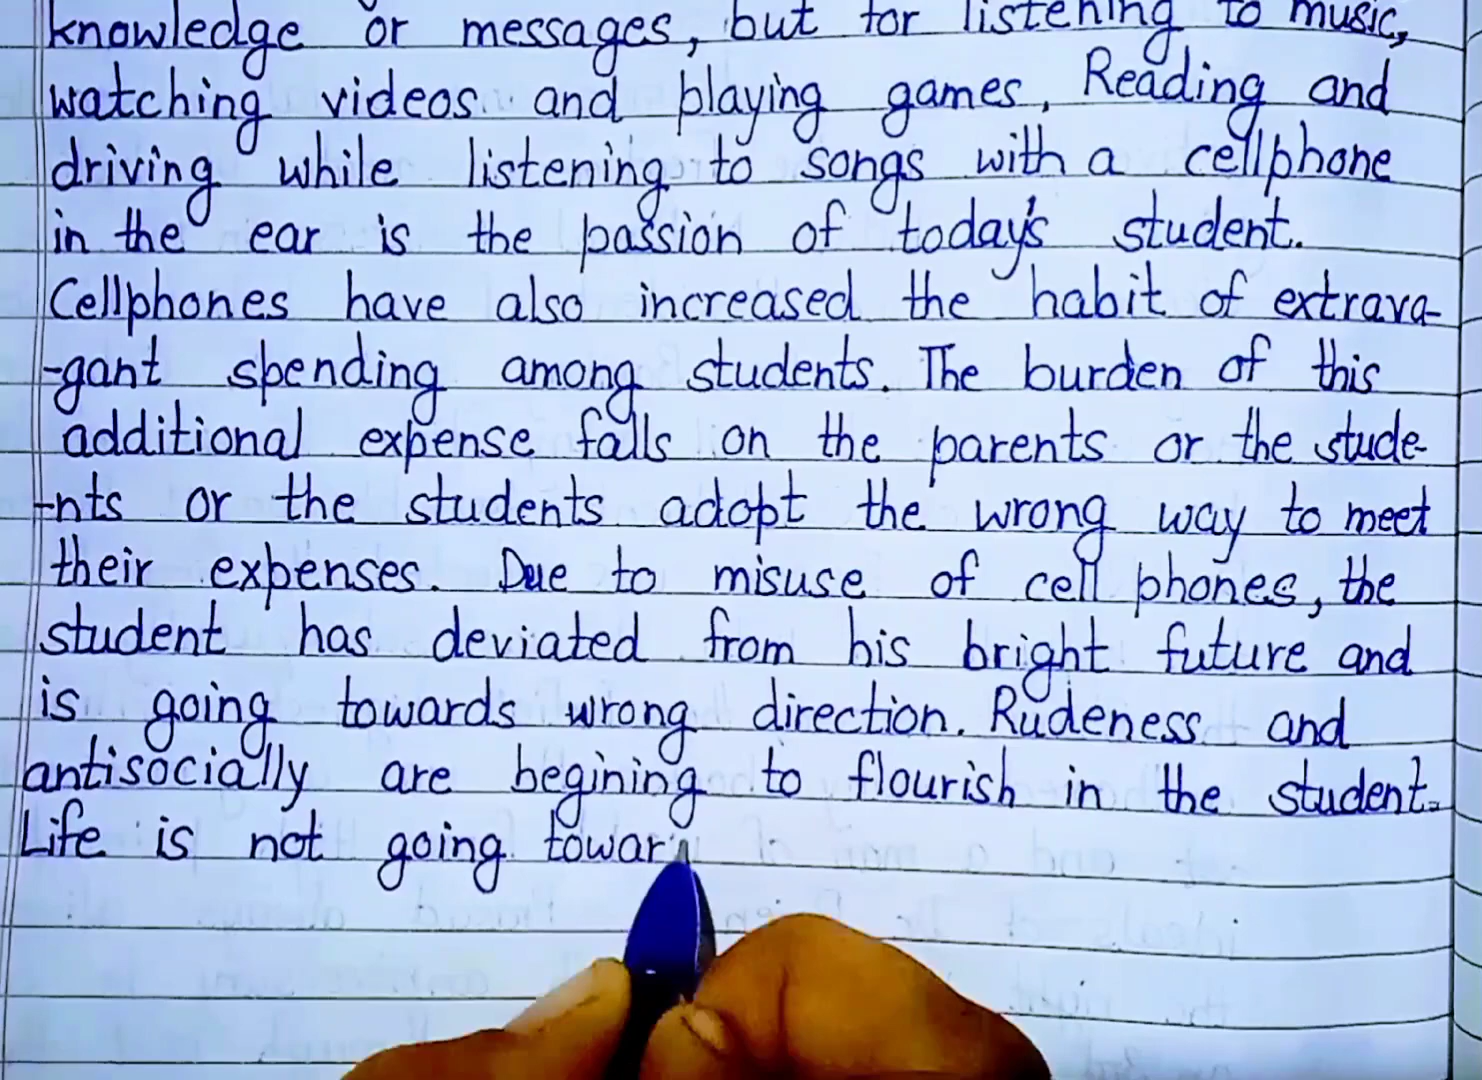 knowledge or messages, but for listening to music,
watching videos and playing games. Reading and
driving while listening to songs with a cellphone
in the ear is the passion of today's student.
Cellphones have also increased the habit of extrava-
-gant spending among students. The burden of this
additional expense falls on the parents or the stude-
-nts or the students adopt the wrong way to meet
their expenses. Due to misuse of cell phones, the
student has deviated from his bright future and
is going towards wrong direction. Rudeness and
antisocially are begining to flourish in the student.
Life is not going towar